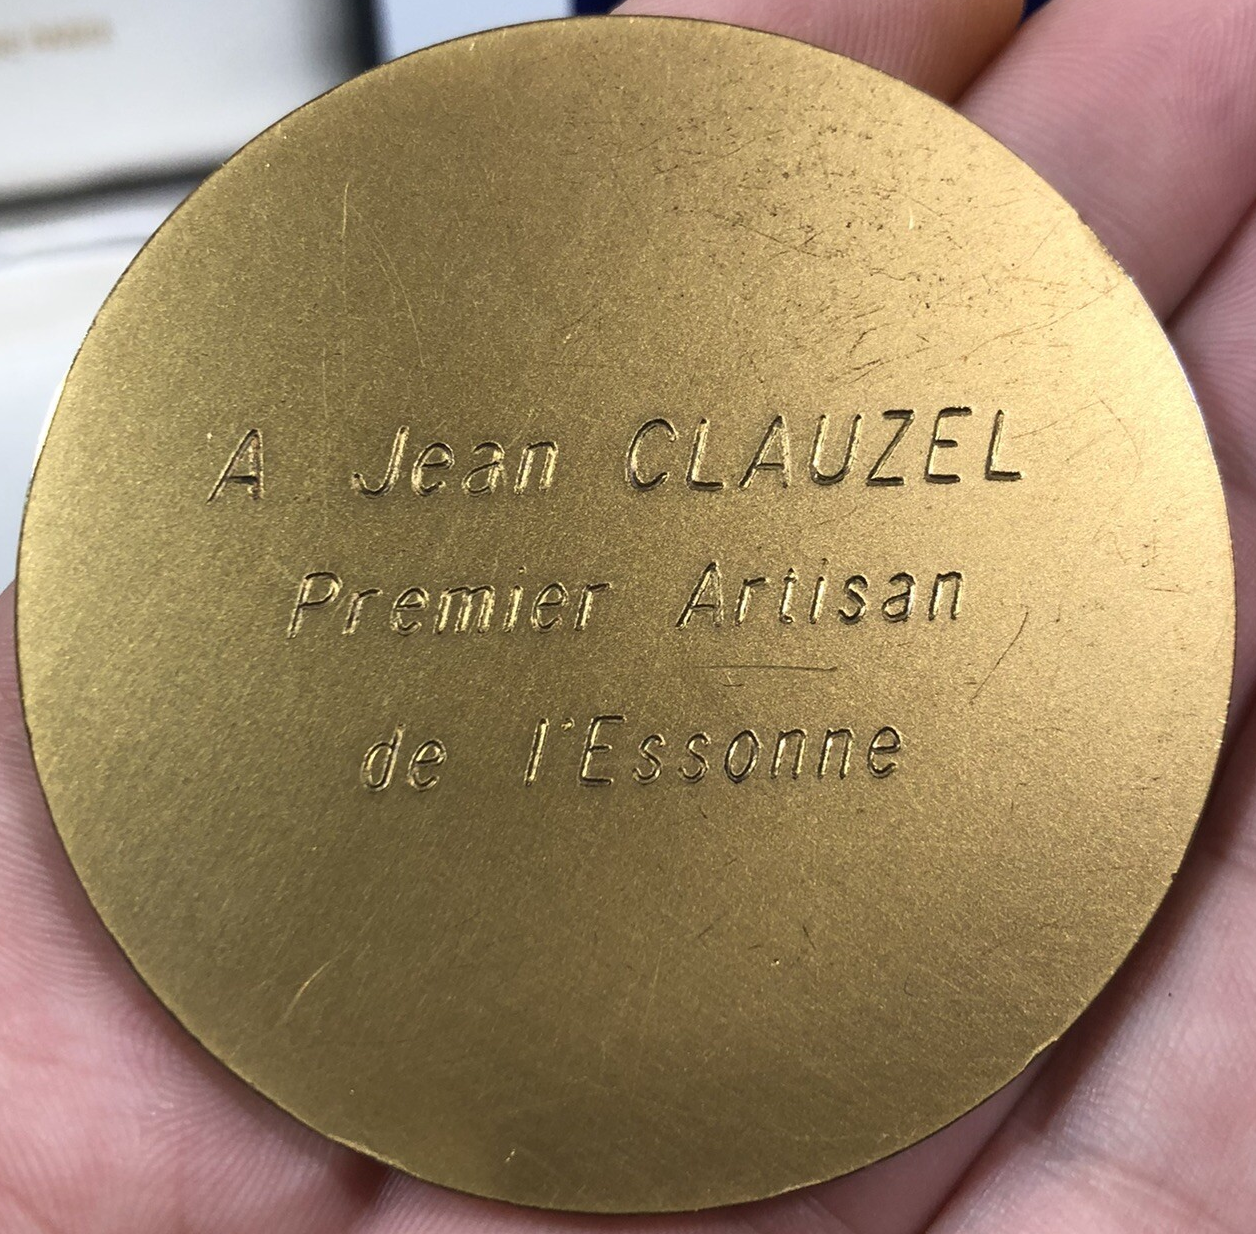 A Jean CLAUZEL
Premier Artisan
de l'Essonne